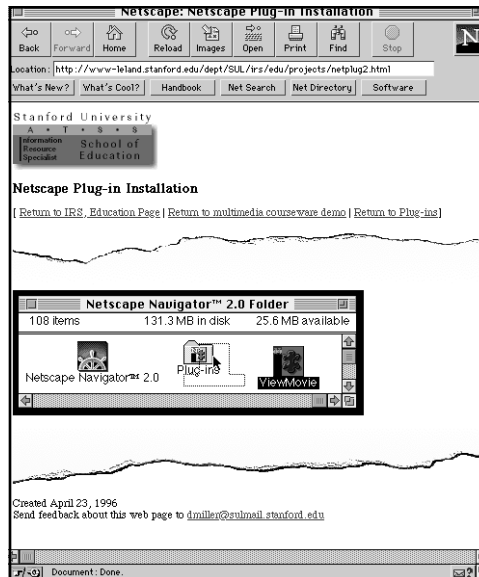 Netscape: Netscape Plug-in Installation
Back Forward Home Reload Images Open Print Find Stop N
Location: http://www-leland.stanford.edu/dept/SUL/irs/edu/projects/netplug2.html
What's New? What's Cool? Handbook Net Search Net Directory Software
Stanford University
A • T • S • S
Information
Resource
Specialist
School of
Education
Netscape Plug-in Installation
[ Return to IRS, Education Page | Return to multimedia courseware demo | Return to Plug-ins]
Netscape Navigator™ 2.0 Folder
108 items 131.3 MB in disk 25.6 MB available
Netscape Navigator™ 2.0 Plug-ins ViewMovie
Created April 23, 1996
Send feedback about this web page to dmiller@sulmail.stanford.edu
Document: Done.